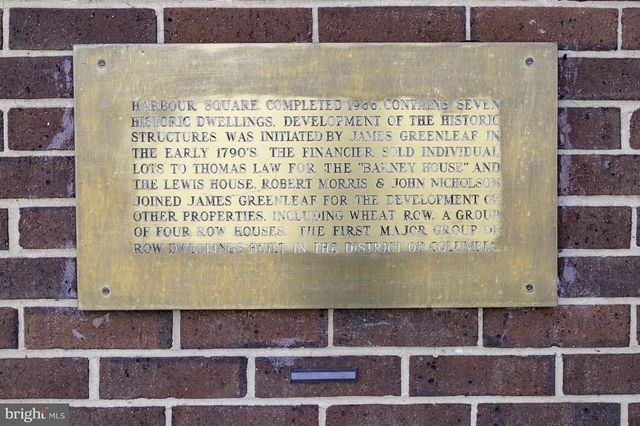 HARBOUR SQUARE, COMPLETED 1966, CONTAINS SEVEN
HISTORIC DWELLINGS. DEVELOPMENT OF THE HISTORIC
STRUCTURES WAS INITIATED BY JAMES GREENLEAF IN
THE EARLY 1790'S. THE FINANCIER SOLD INDIVIDUAL
LOTS TO THOMAS LAW FOR THE "BARNEY HOUSE" AND
THE LEWIS HOUSE. ROBERT MORRIS & JOHN NICHOLSON
JOINED JAMES GREENLEAF FOR THE DEVELOPMENT OF
OTHER PROPERTIES, INCLUDING WHEAT ROW, A GROUP
OF FOUR ROW HOUSES. THE FIRST MAJOR GROUP OF
ROW DWELLINGS BUILT IN THE DISTRICT OF COLUMBIA.
bright MLS